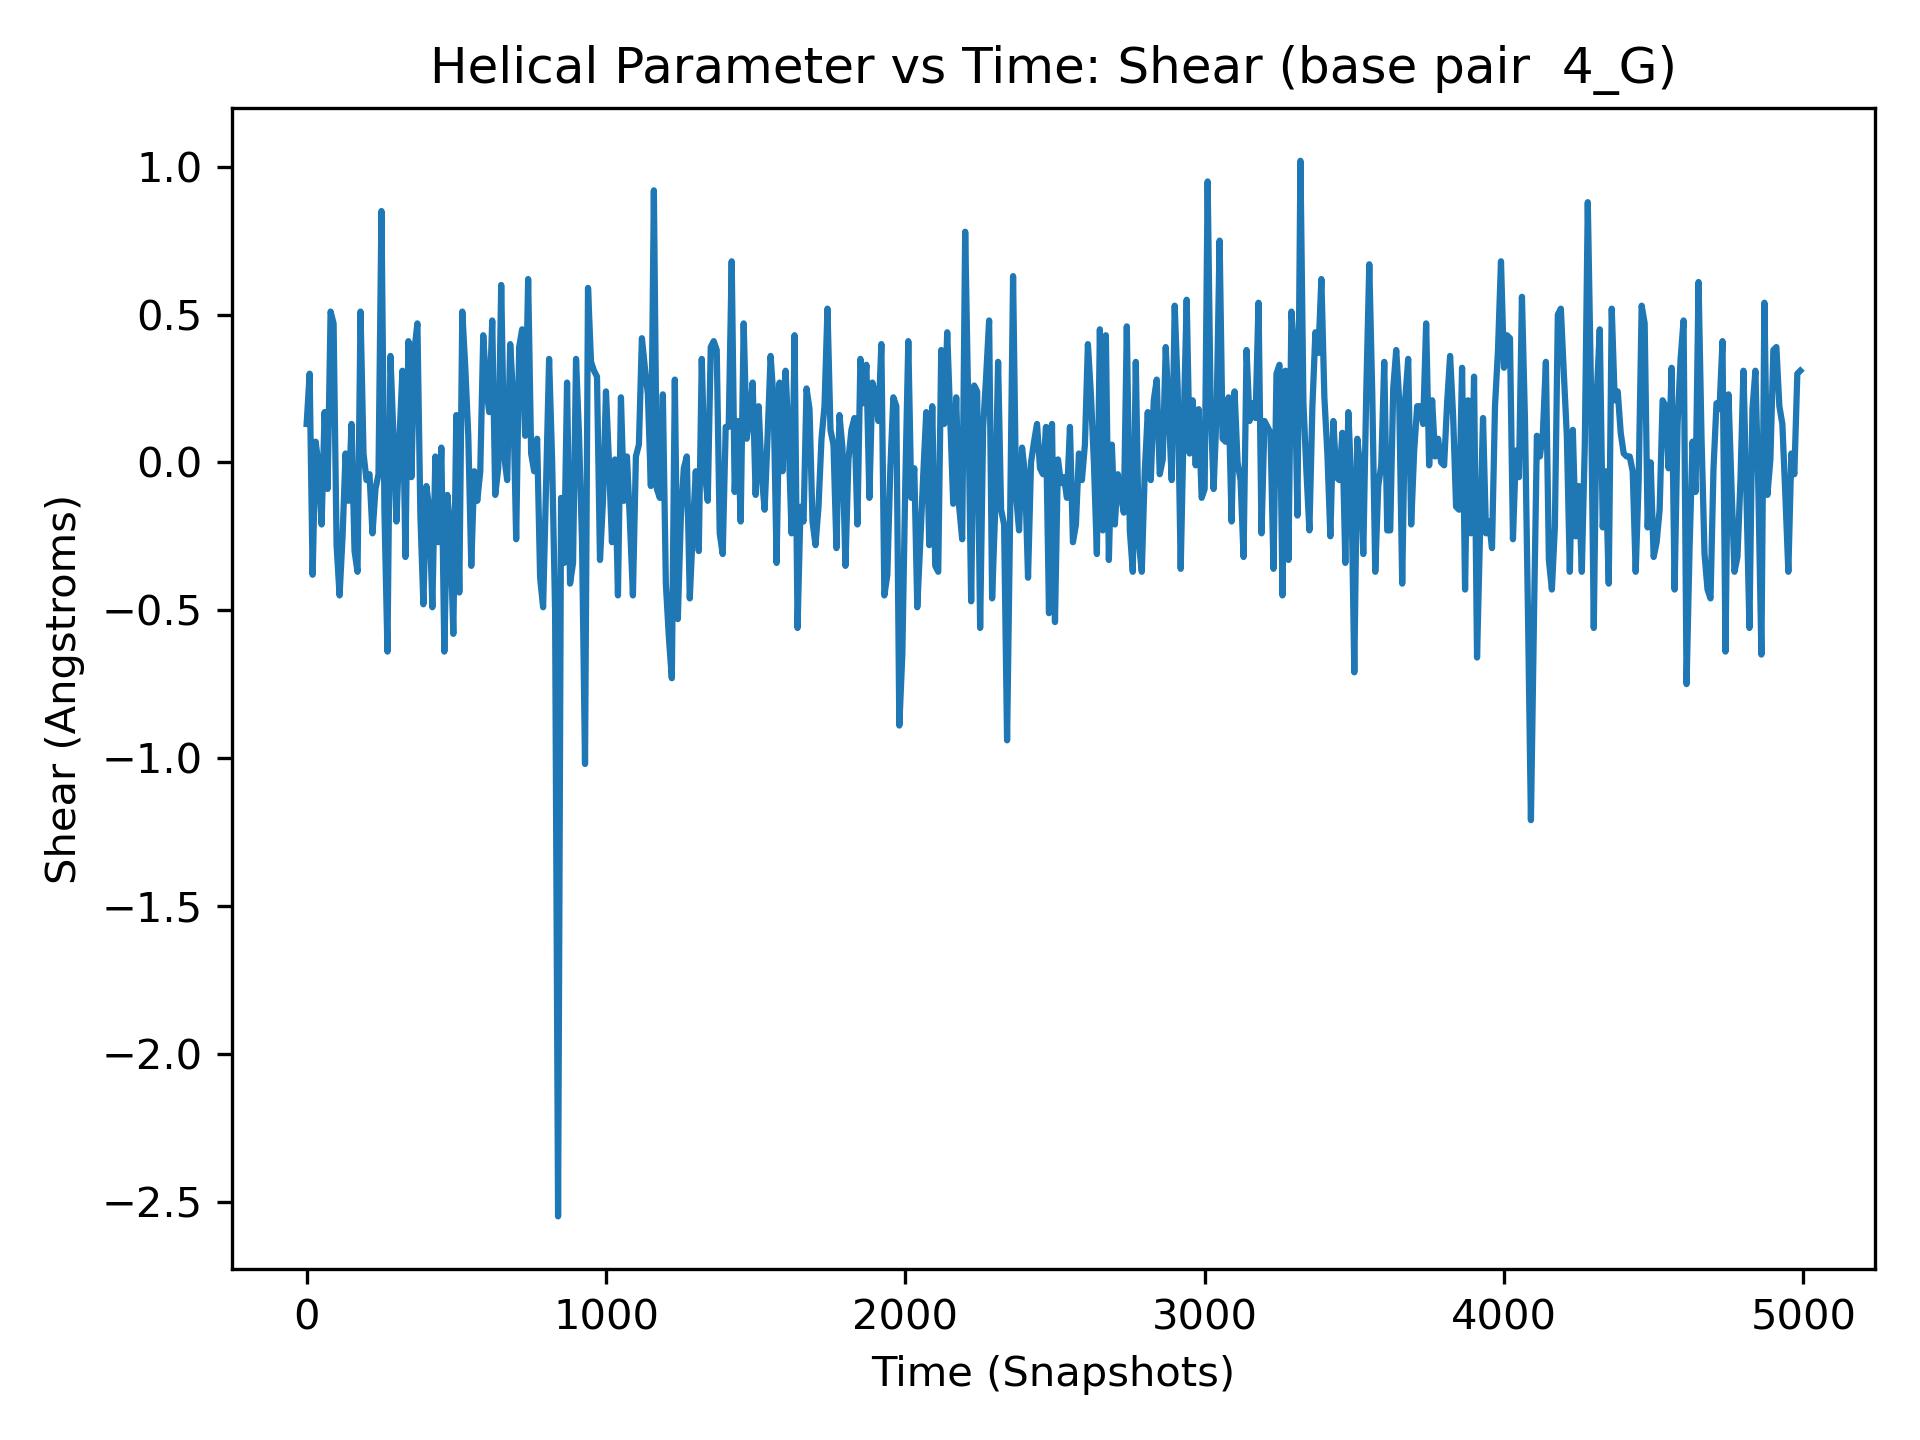 Helical Parameter vs Time: Shear (base pair  4_G)
1.0
0.5
0.0
−0.5
−1.0
−1.5
−2.0
−2.5
Shear (Angstroms)
0 1000 2000 3000 4000 5000
Time (Snapshots)